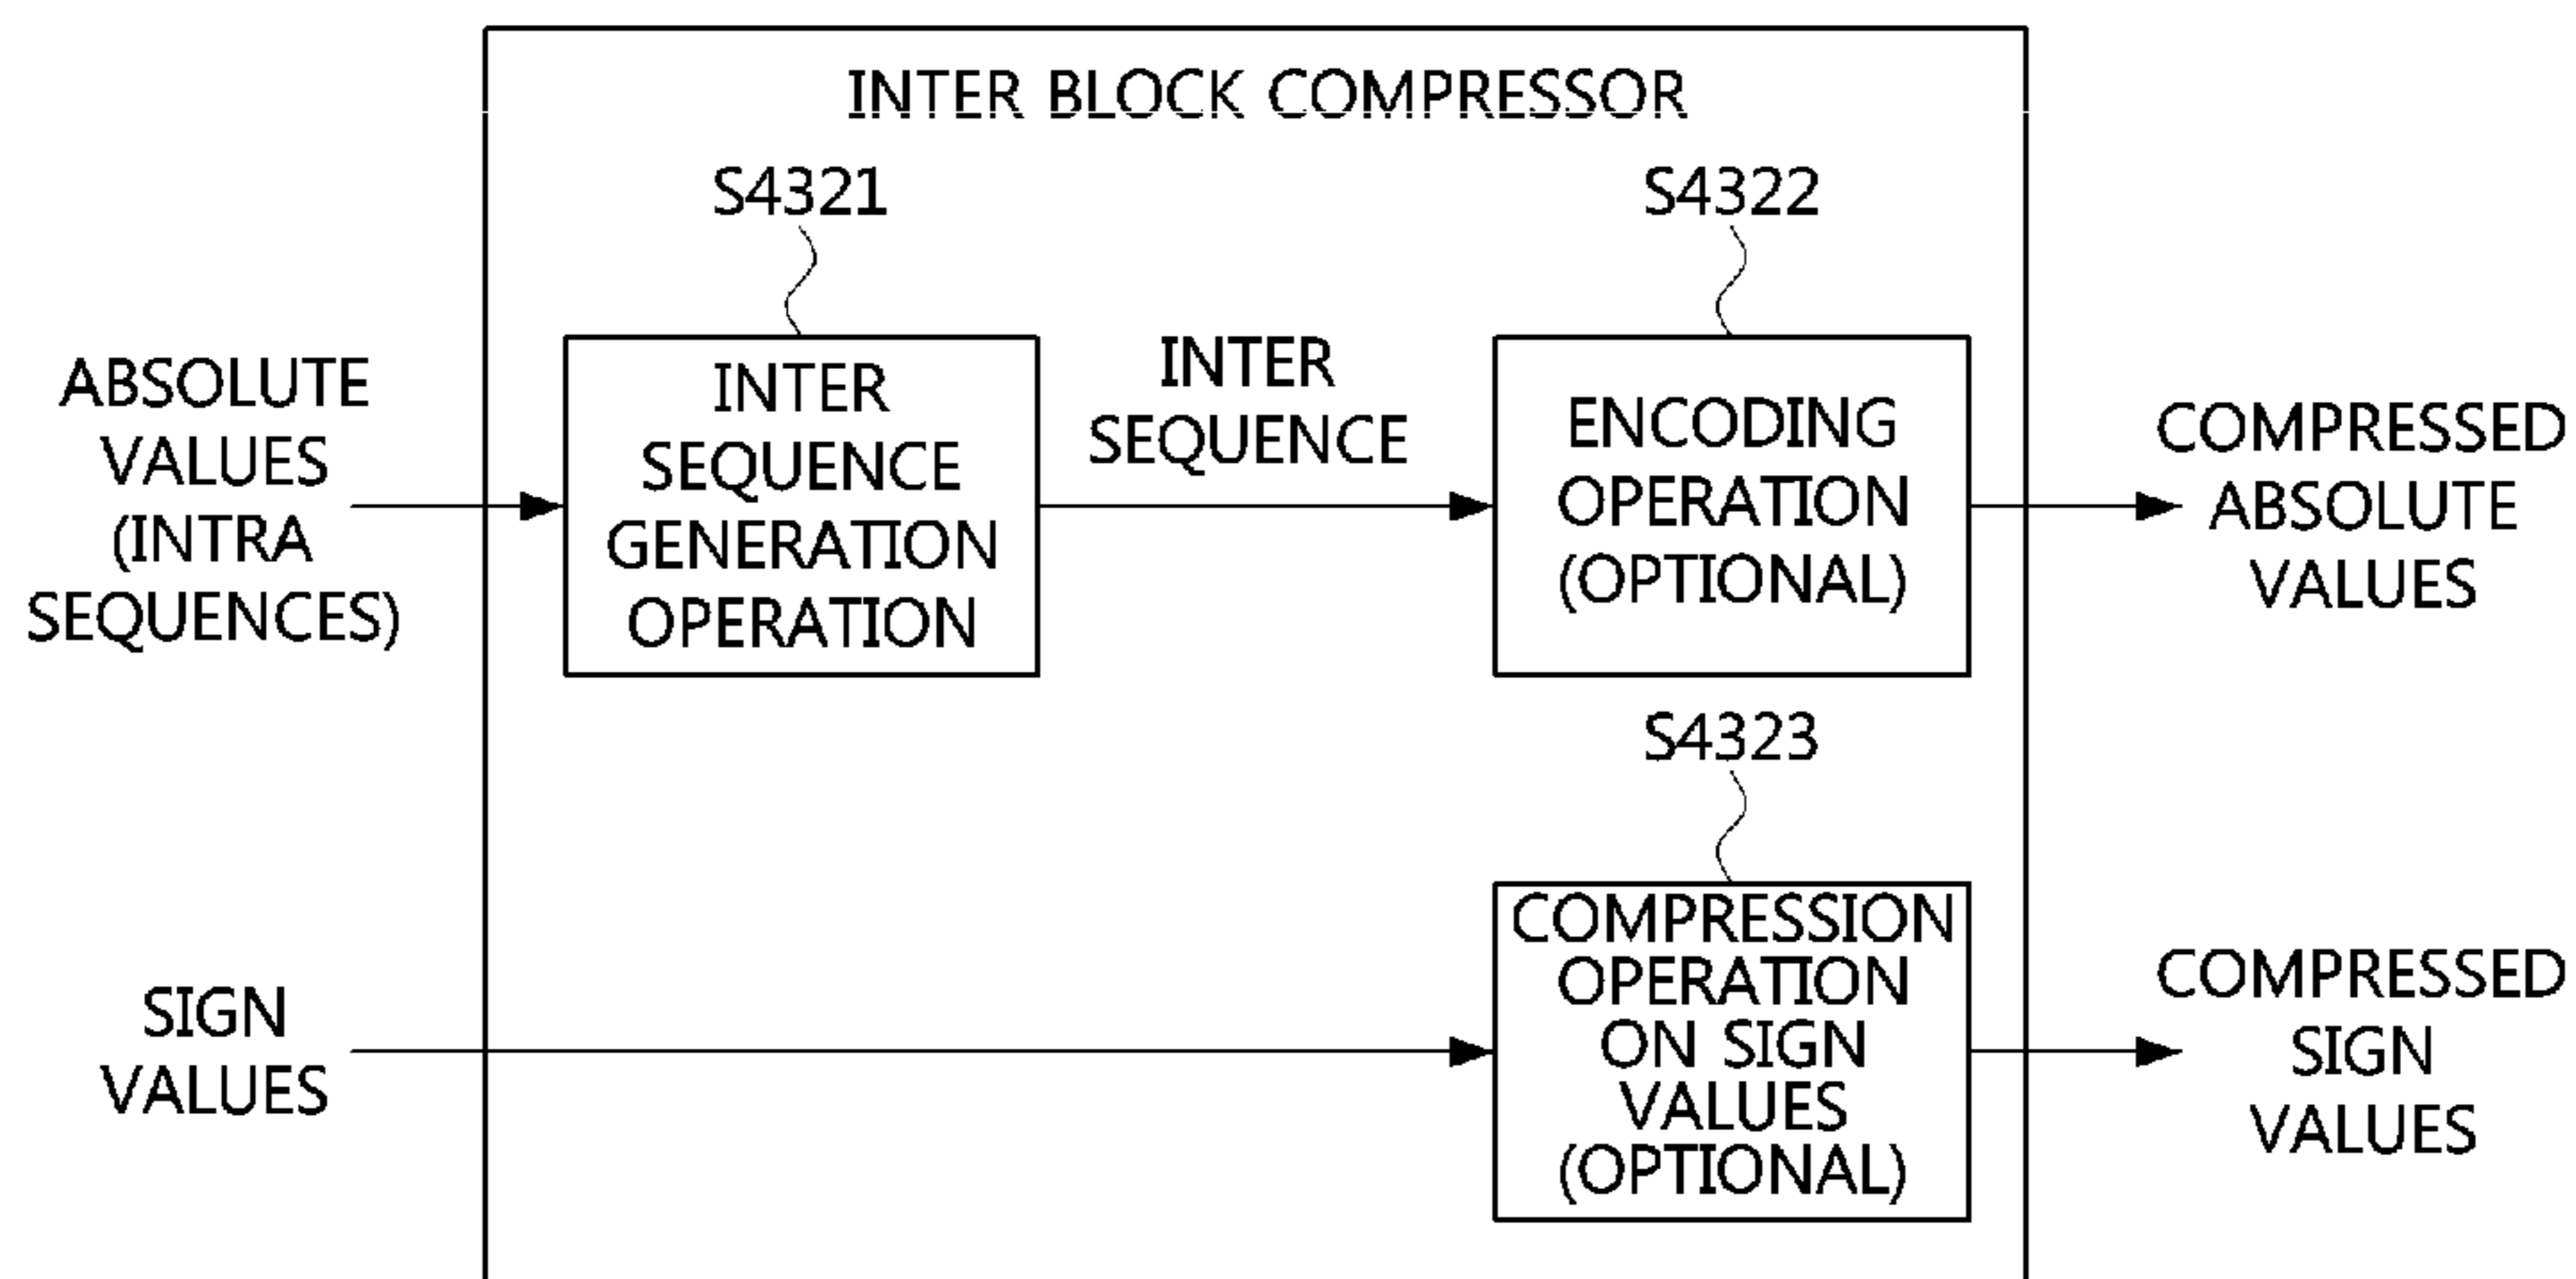 INTER BLOCK COMPRESSOR
S4321
S4322
ABSOLUTE
VALUES
(INTRA
SEQUENCES)
INTER
SEQUENCE
GENERATION
OPERATION
INTER
SEQUENCE
ENCODING
OPERATION
(OPTIONAL)
COMPRESSED
ABSOLUTE
VALUES
S4323
SIGN
VALUES
COMPRESSION
OPERATION
ON SIGN
VALUES
(OPTIONAL)
COMPRESSED
SIGN
VALUES